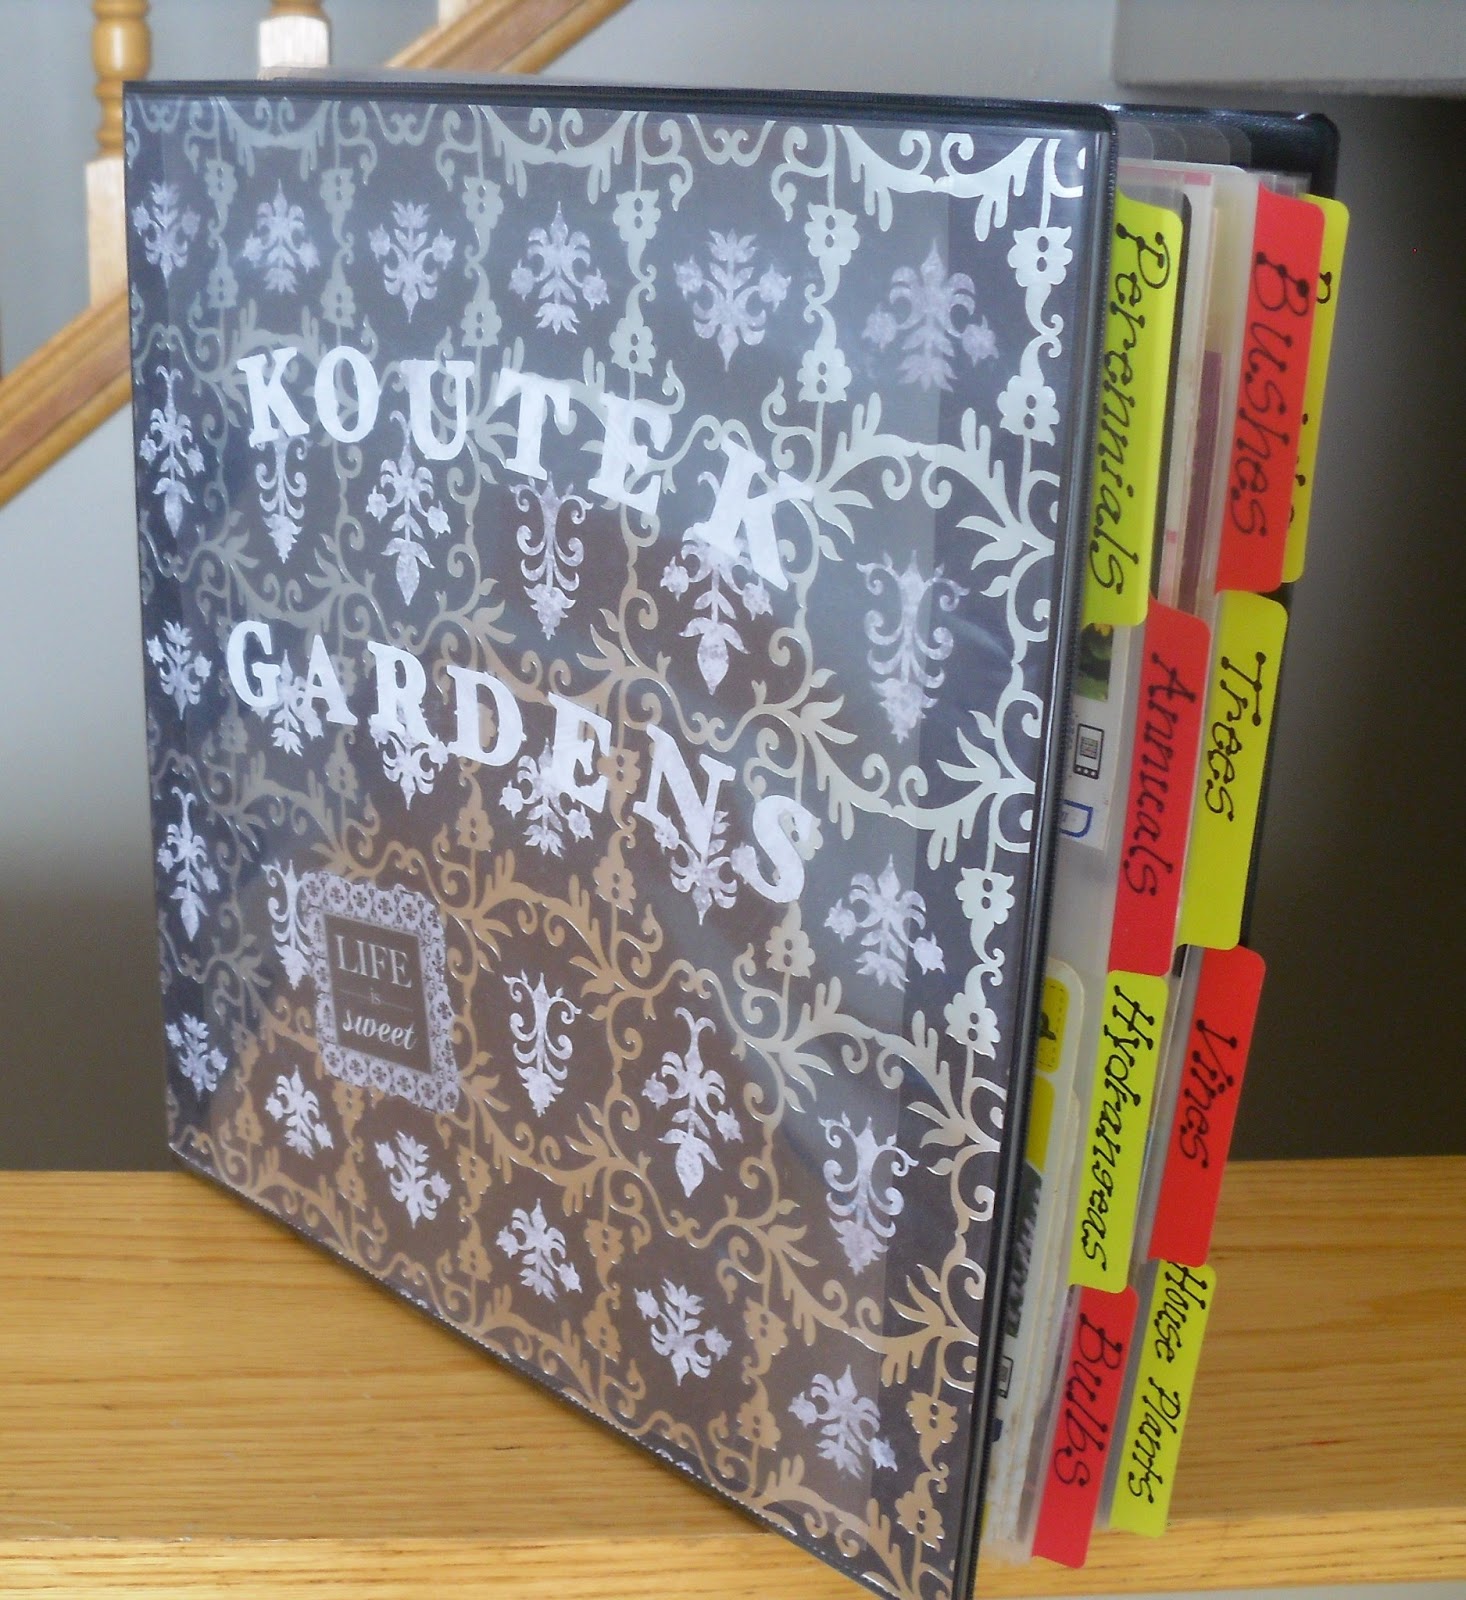 KOUTEK
GARDENS
LIFE
is
sweet
Perennials
Annuals
Hydrangeas
Bulbs
Bushes
Trees
Vines
House Plants